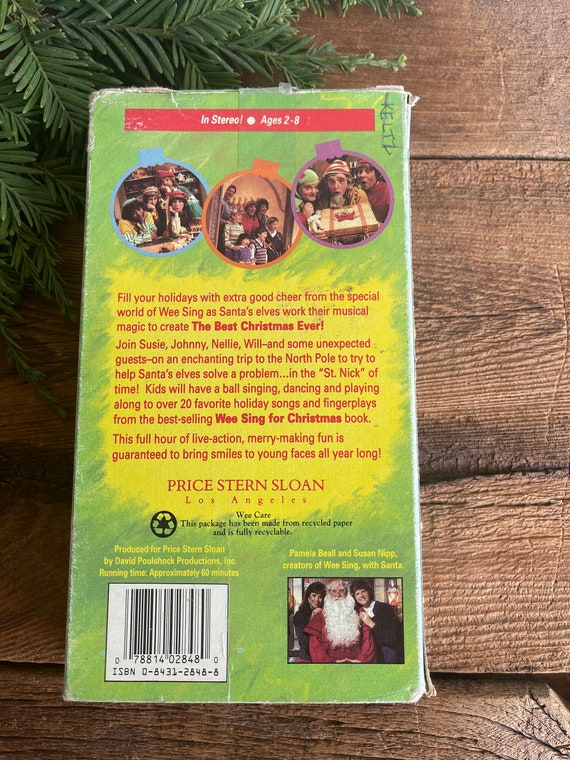 In Stereo! ● Ages 2-8
KELTZ
Fill your holidays with extra good cheer from the special
world of Wee Sing as Santa's elves work their musical
magic to create The Best Christmas Ever!
Join Susie, Johnny, Nellie, Will–and some unexpected
guests–on an enchanting trip to the North Pole to try to
help Santa's elves solve a problem...in the "St. Nick" of
time! Kids will have a ball singing, dancing and playing
along to over 20 favorite holiday songs and fingerplays
from the best-selling Wee Sing for Christmas book.
This full hour of live-action, merry-making fun is
guaranteed to bring smiles to young faces all year long!
PRICE STERN SLOAN
Los Angeles
Wee Care
This package has been made from recycled paper
and is fully recyclable.
Produced for Price Stern Sloan
by David Poulshock Productions, Inc.
Running time: Approximately 60 minutes
Pamela Beall and Susan Nipp,
creators of Wee Sing, with Santa.
0 78814 02848 0
ISBN 0-8431-2848-8